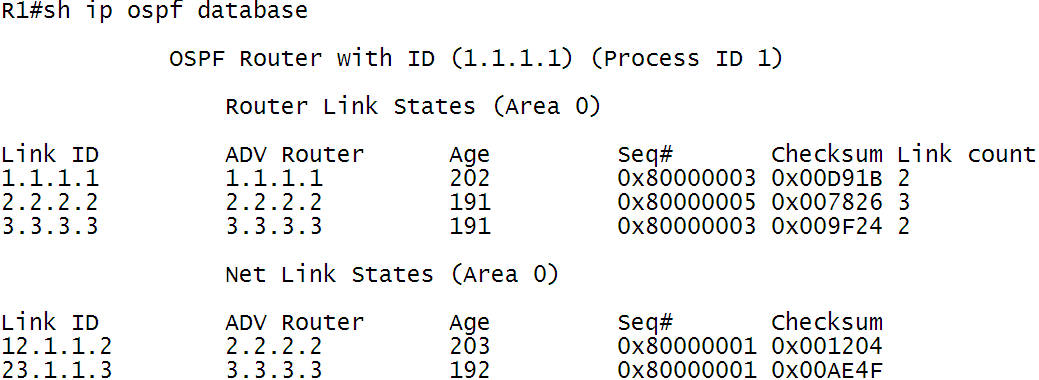 R1#sh ip ospf database
OSPF Router with ID (1.1.1.1) (Process ID 1)
Router Link States (Area 0)
Link ID ADV Router Age Seq# Checksum Link count
1.1.1.1 1.1.1.1 202 0x80000003 0x00D91B 2
2.2.2.2 2.2.2.2 191 0x80000005 0x007826 3
3.3.3.3 3.3.3.3 191 0x80000003 0x009F24 2
Net Link States (Area 0)
Link ID ADV Router Age Seq# Checksum
12.1.1.2 2.2.2.2 203 0x80000001 0x001204
23.1.1.3 3.3.3.3 192 0x80000001 0x00AE4F